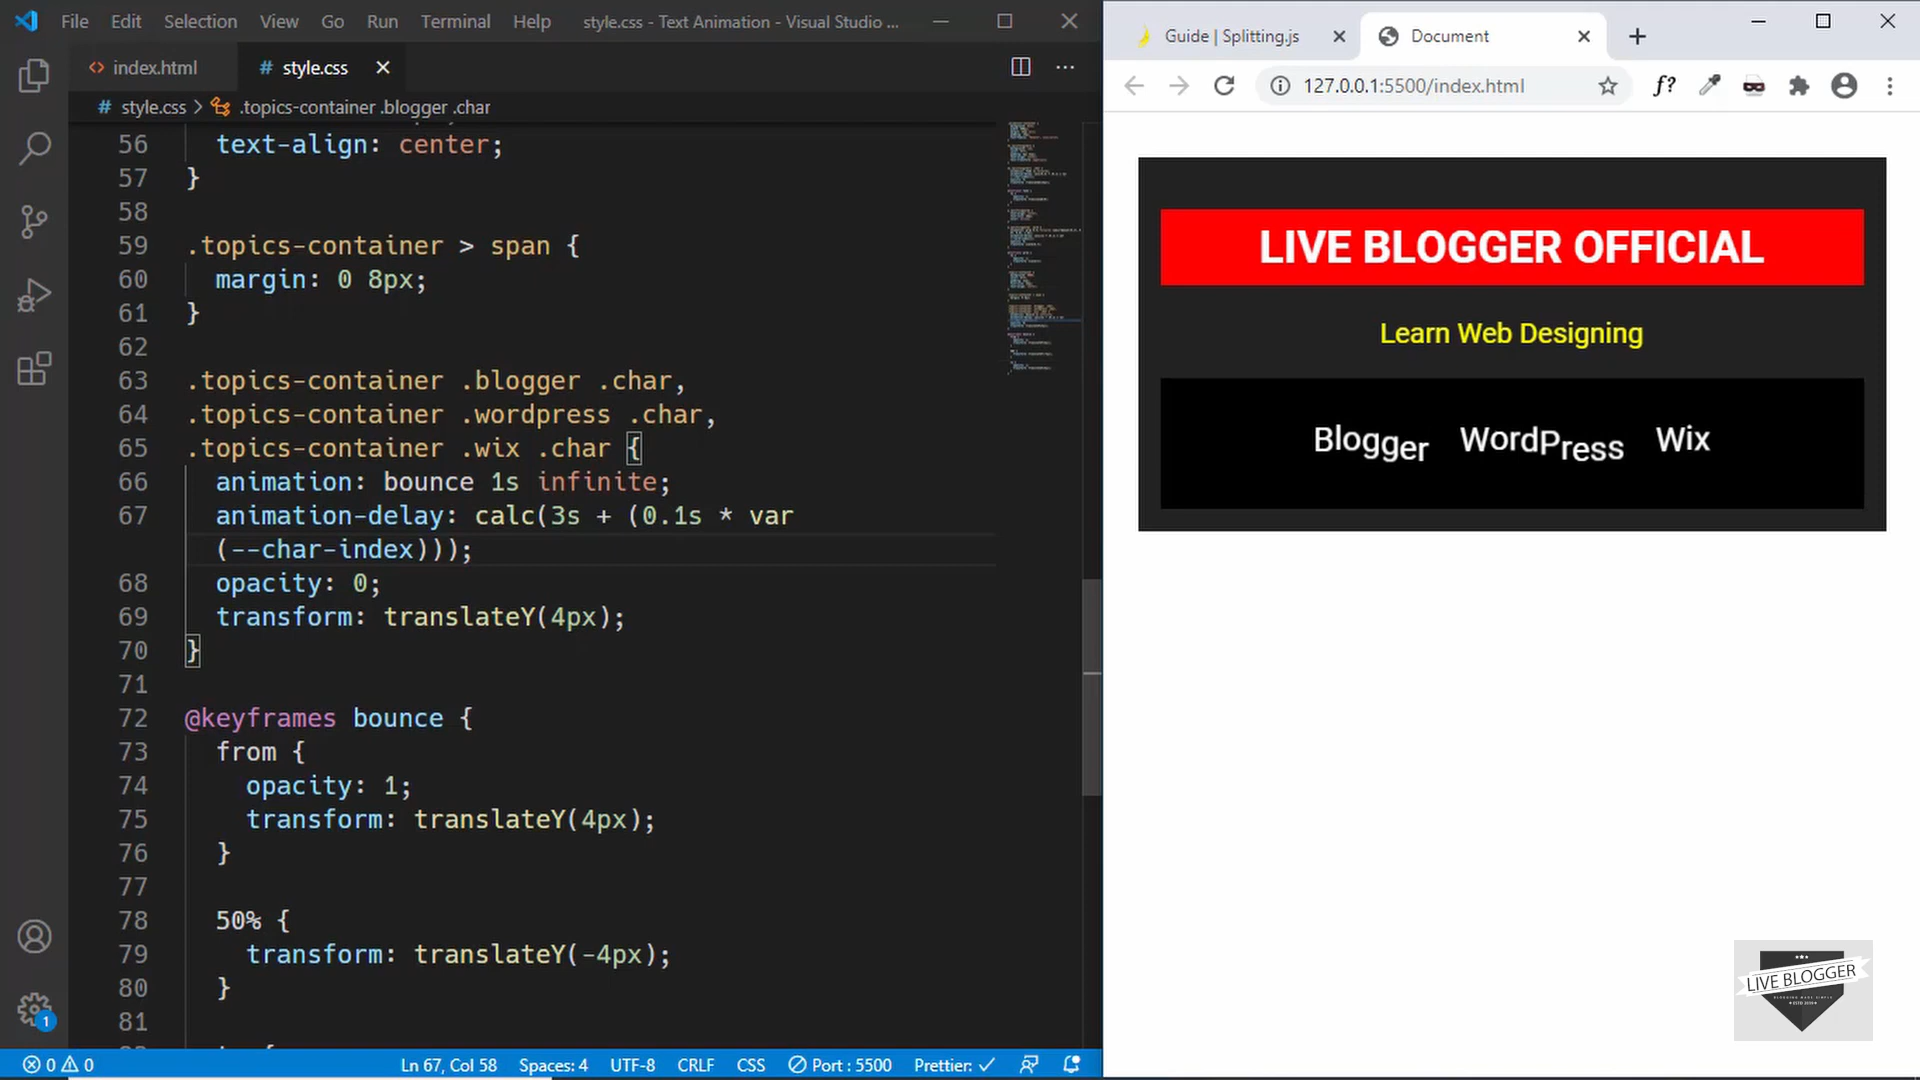 File Edit Selection View Go Run Terminal Help style.css - Text Animation - Visual Studio ...
index.html
style.css
style.css > .topics-container .blogger .char
56 text-align: center;
57 }
58
59 .topics-container > span {
60 margin: 0 8px;
61 }
62
63 .topics-container .blogger .char,
64 .topics-container .wordpress .char,
65 .topics-container .wix .char {
66 animation: bounce 1s infinite;
67 animation-delay: calc(3s + (0.1s * var
(--char-index)));
68 opacity: 0;
69 transform: translateY(4px);
70 }
71
72 @keyframes bounce {
73 from {
74 opacity: 1;
75 transform: translateY(4px);
76 }
77
78 50% {
79 transform: translateY(-4px);
80 }
81
1
0 0 Ln 67, Col 58 Spaces: 4 UTF-8 CRLF CSS Port : 5500 Prettier: ✓
Guide | Splitting.js
Document
127.0.0.1:5500/index.html
f?
LIVE BLOGGER OFFICIAL
Learn Web Designing
Blogger WordPress Wix
LIVE BLOGGER